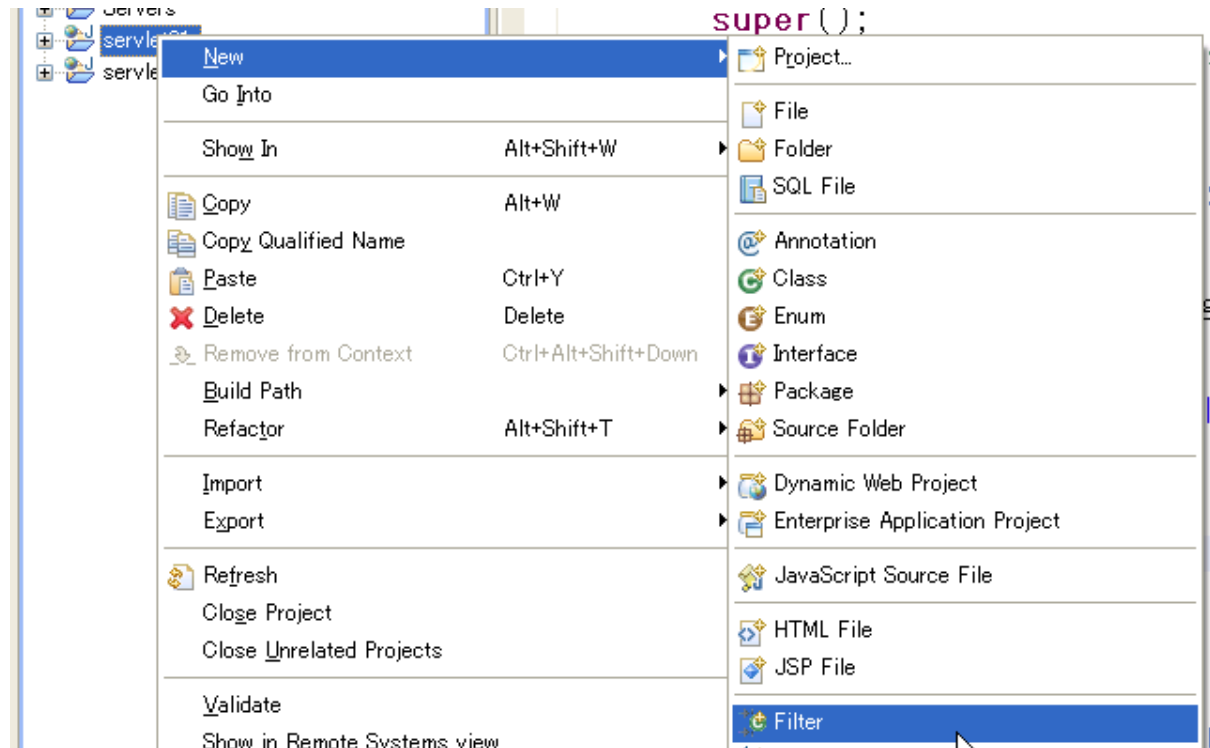 Servers
super();
servlet01
servle
New
Go Into
Show In Alt+Shift+W
Copy Alt+W
Copy Qualified Name
Paste Ctrl+Y
Delete Delete
Remove from Context Ctrl+Alt+Shift+Down
Build Path
Refactor Alt+Shift+T
Import
Export
Refresh
Close Project
Close Unrelated Projects
Validate
Show in Remote Systems view
Project...
File
Folder
SQL File
Annotation
Class
Enum
Interface
Package
Source Folder
Dynamic Web Project
Enterprise Application Project
JavaScript Source File
HTML File
JSP File
Filter